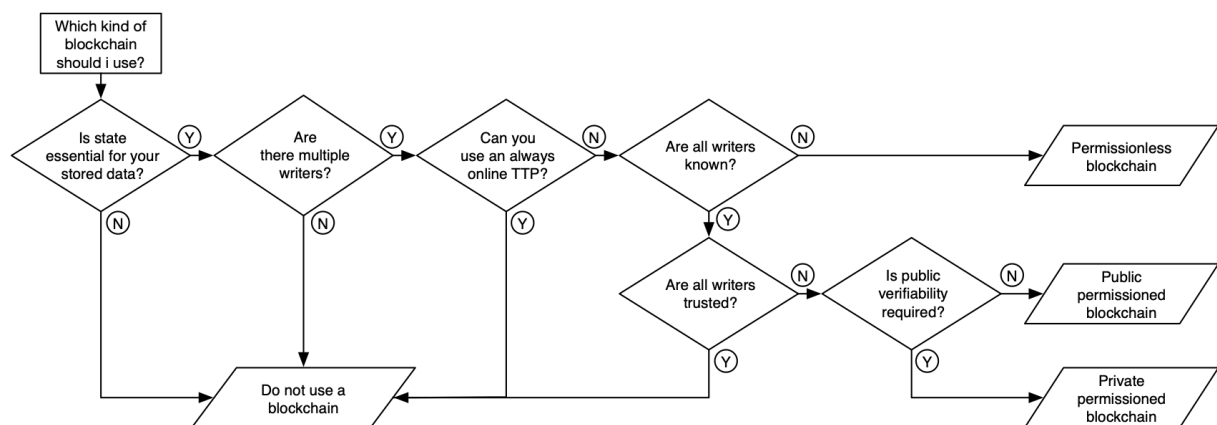 Which kind of
blockchain
should i use?
Is state
essential for your
stored data?
Y
N
Are
there multiple
writers?
Y
N
Can you
use an always
online TTP?
N
Y
Are all writers
known?
N
Y
Permissionless
blockchain
Are all writers
trusted?
N
Y
Is public
verifiability
required?
N
Y
Public
permissioned
blockchain
Do not use a
blockchain
Private
permissioned
blockchain